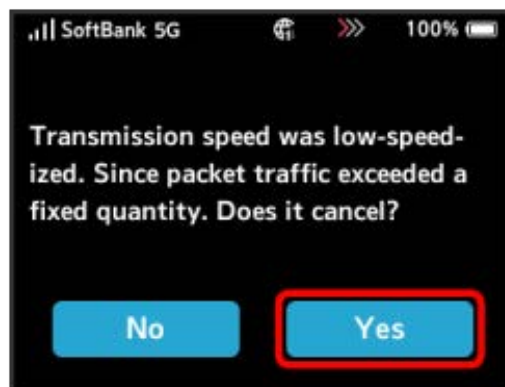 SoftBank 5G 100%
Transmission speed was low-speed-
ized. Since packet traffic exceeded a
fixed quantity. Does it cancel?
No Yes